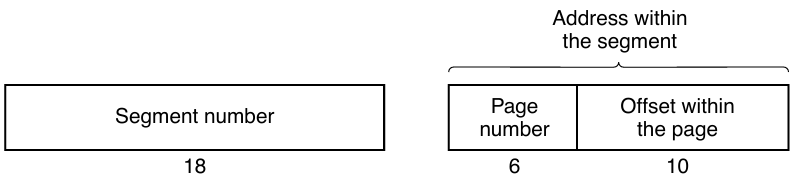 Address within
the segment
Segment number
Page
number
Offset within
the page
18
6
10